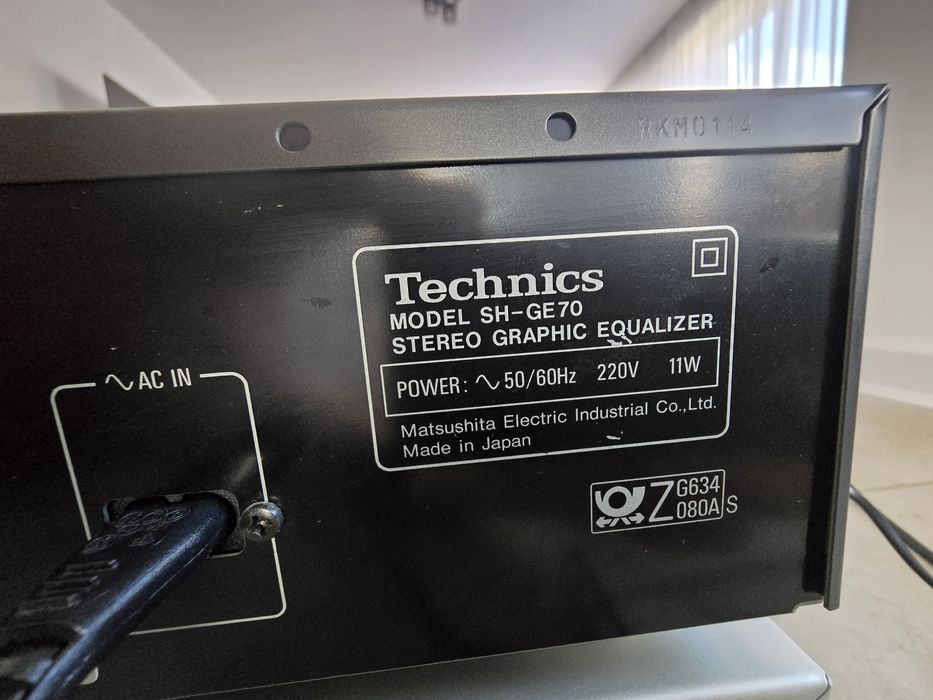 RKM0114
Technics
MODEL SH-GE70
STEREO GRAPHIC EQUALIZER
POWER: ∿ 50/60Hz 220V 11W
Matsushita Electric Industrial Co.,Ltd.
Made in Japan
∿ AC IN
Z G634
080A S